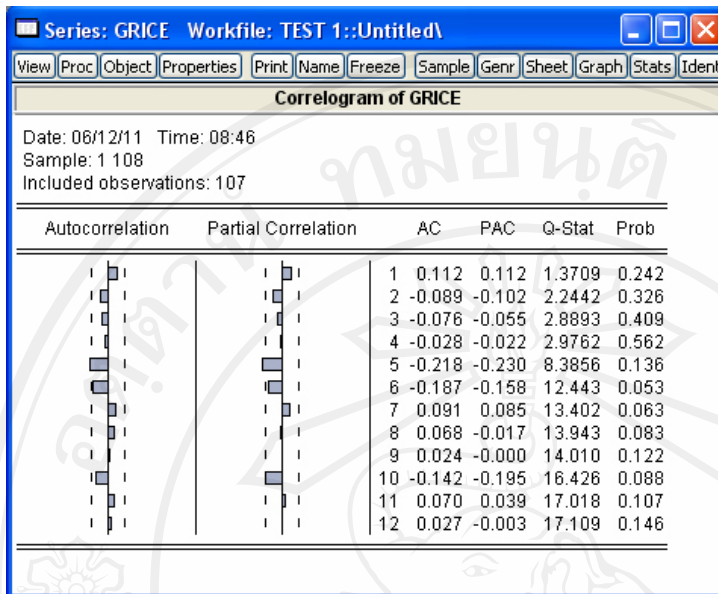 Series: GRICE Workfile: TEST 1::Untitled\
View Proc Object Properties Print Name Freeze Sample Genr Sheet Graph Stats Ident
Correlogram of GRICE
Date: 06/12/11 Time: 08:46
Sample: 1 108
Included observations: 107
Autocorrelation Partial Correlation AC PAC Q-Stat Prob
1 0.112 0.112 1.3709 0.242
2 -0.089 -0.102 2.2442 0.326
3 -0.076 -0.055 2.8893 0.409
4 -0.028 -0.022 2.9762 0.562
5 -0.218 -0.230 8.3856 0.136
6 -0.187 -0.158 12.443 0.053
7 0.091 0.085 13.402 0.063
8 0.068 -0.017 13.943 0.083
9 0.024 -0.000 14.010 0.122
10 -0.142 -0.195 16.426 0.088
11 0.070 0.039 17.018 0.107
12 0.027 -0.003 17.109 0.146